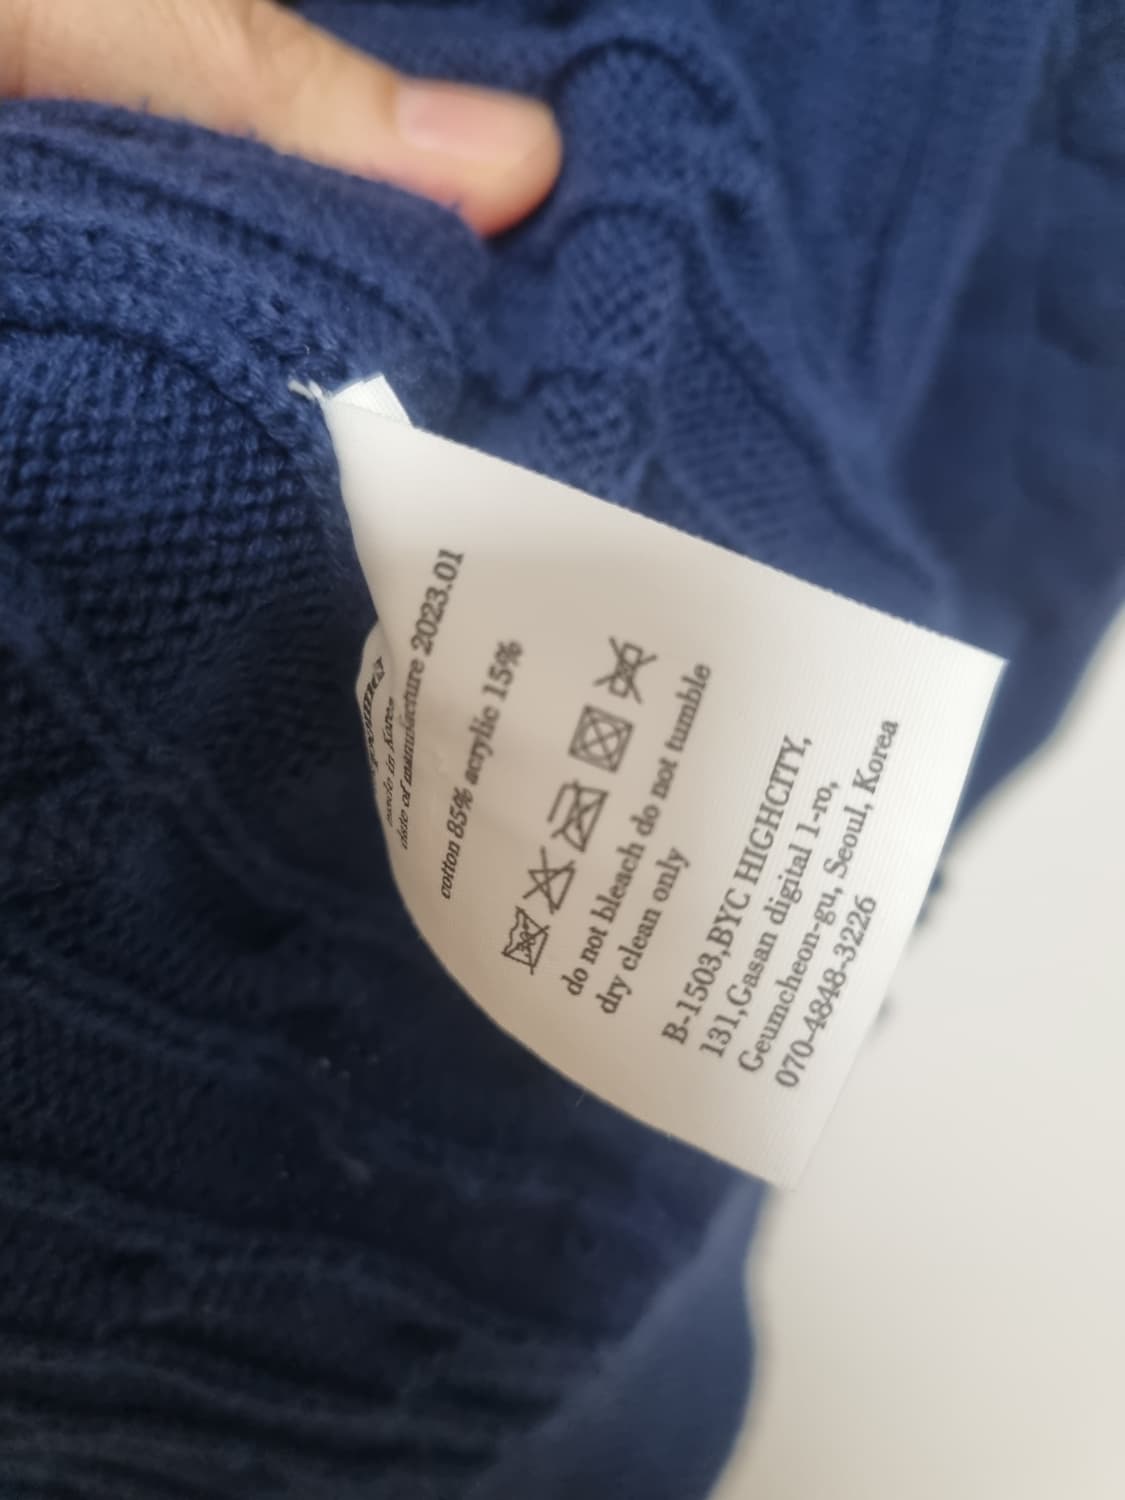 made in Korea
date of manufacture 2023.01
cotton 85% acrylic 15%
do not bleach do not tumble
dry clean only
B-1503,BYC HIGHCITY,
131,Gasan digital 1-ro,
Geumcheon-gu, Seoul, Korea
070-4848-3226